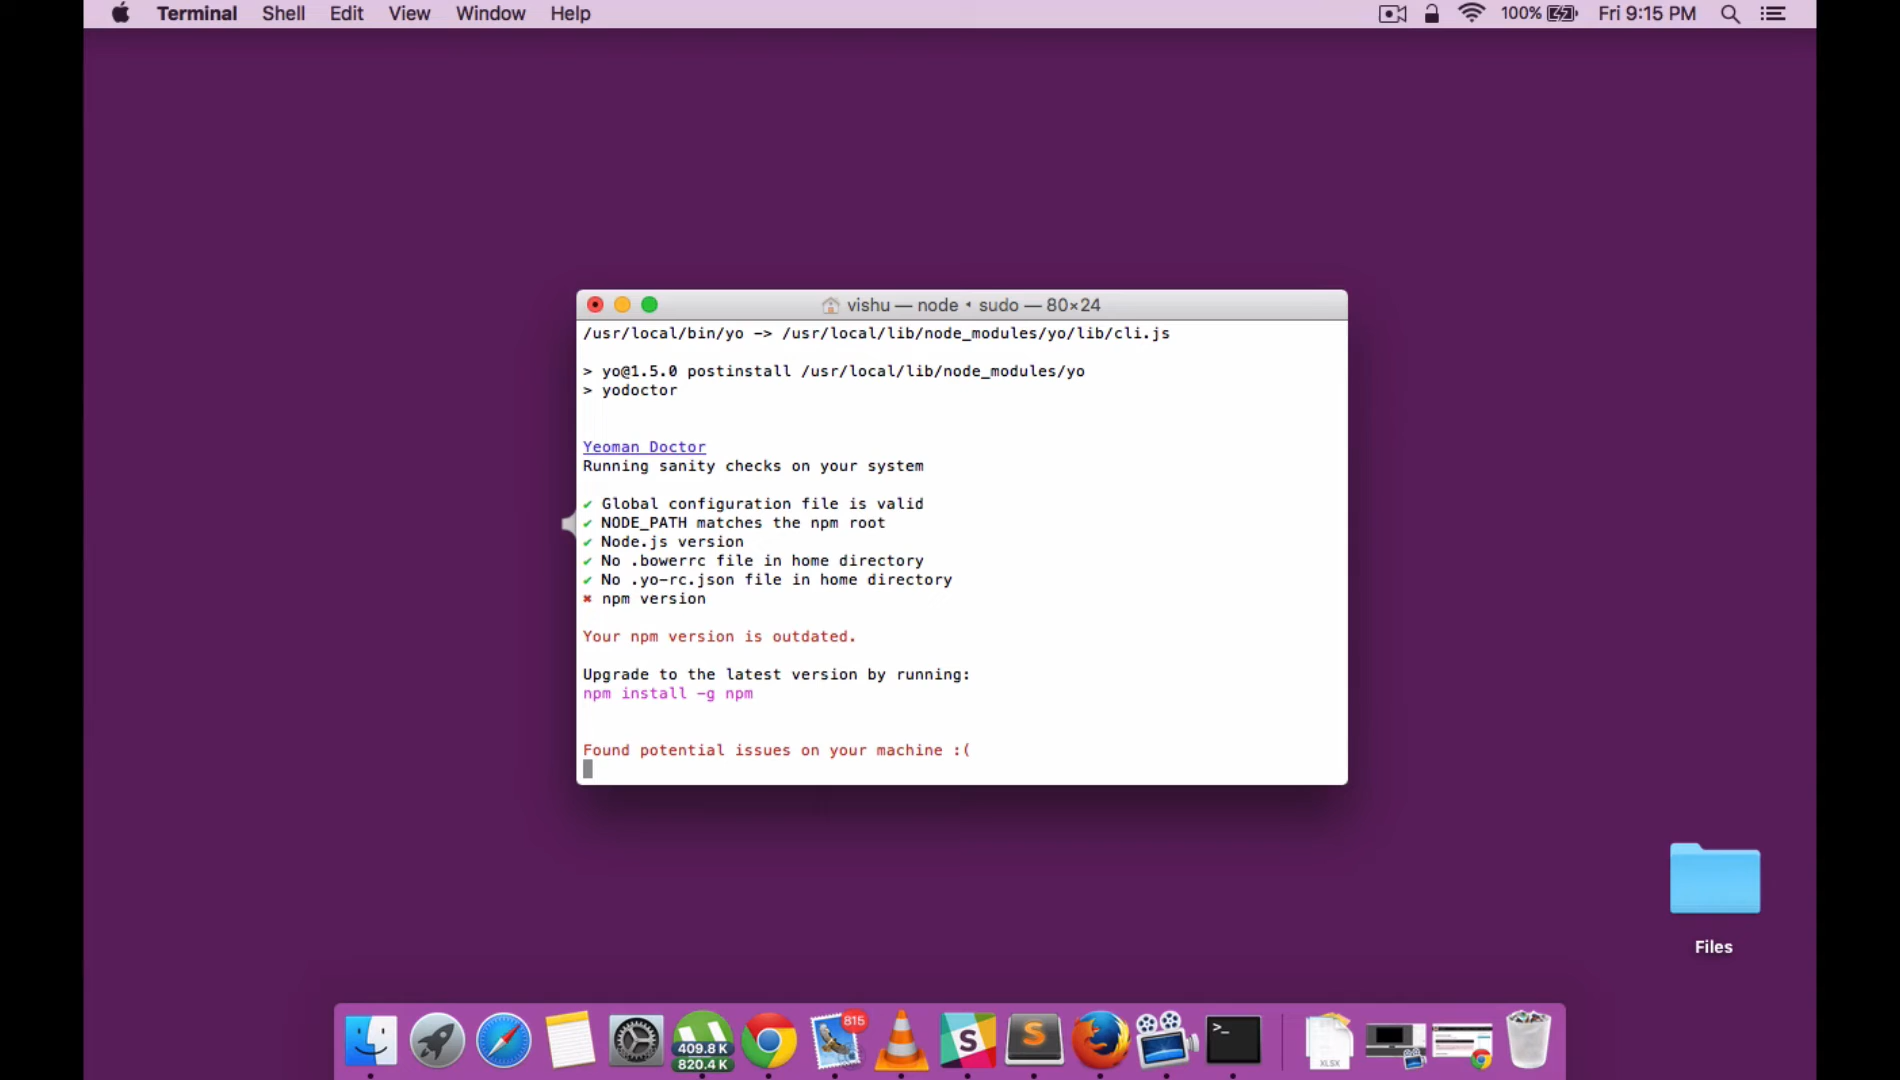 Terminal Shell Edit View Window Help 100% Fri 9:15 PM
vishu — node • sudo — 80×24
/usr/local/bin/yo -> /usr/local/lib/node_modules/yo/lib/cli.js
> yo@1.5.0 postinstall /usr/local/lib/node_modules/yo
> yodoctor
Yeoman Doctor
Running sanity checks on your system
✔ Global configuration file is valid
✔ NODE_PATH matches the npm root
✔ Node.js version
✔ No .bowerrc file in home directory
✔ No .yo-rc.json file in home directory
✖ npm version
Your npm version is outdated.
Upgrade to the latest version by running:
npm install -g npm
Found potential issues on your machine :(
Files
815
409.8 K
820.4 K
S
S
>_
XLSX